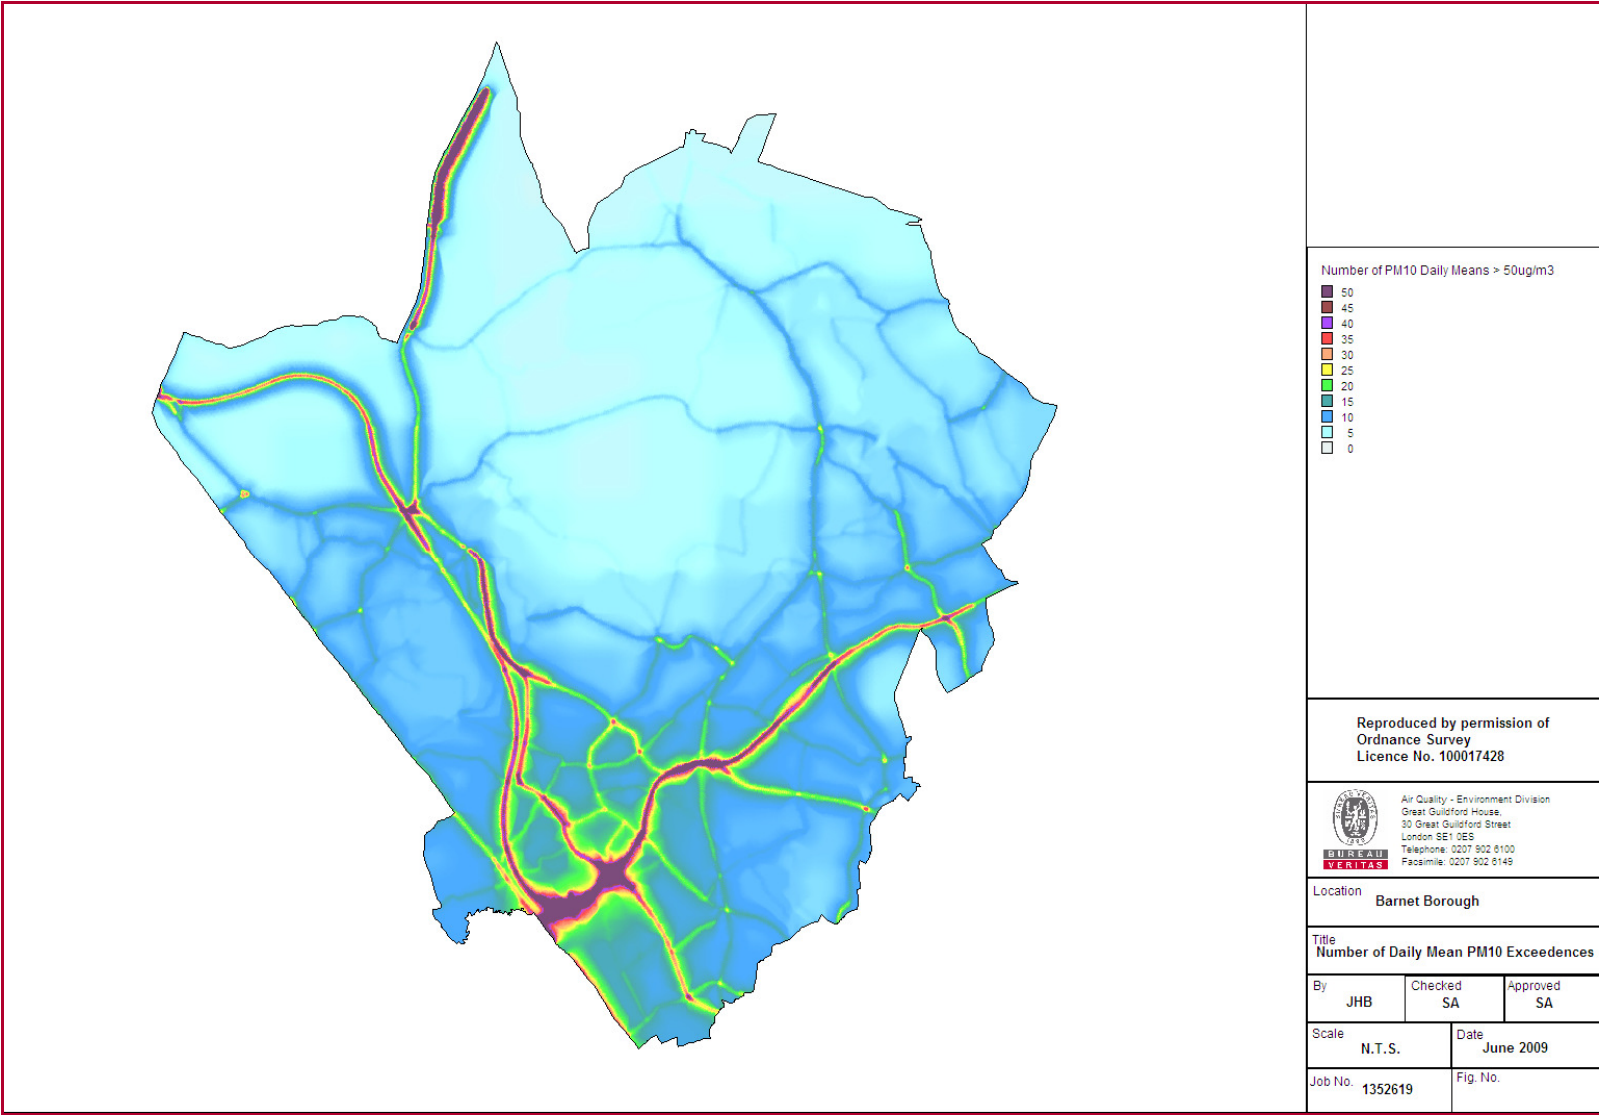 Number of PM10 Daily Means > 50ug/m3
50
45
40
35
30
25
20
15
10
5
0
Reproduced by permission of
Ordnance Survey
Licence No. 100017428
BUREAU VERITAS
1828
BUREAU
VERITAS
Air Quality - Environment Division
Great Guildford House,
30 Great Guildford Street
London SE1 0ES
Telephone: 0207 902 6100
Facsimile: 0207 902 6149
Location
Barnet Borough
Title
Number of Daily Mean PM10 Exceedences
By
JHB
Checked
SA
Approved
SA
Scale
N.T.S.
Date
June 2009
Job No. 1352619
Fig. No.